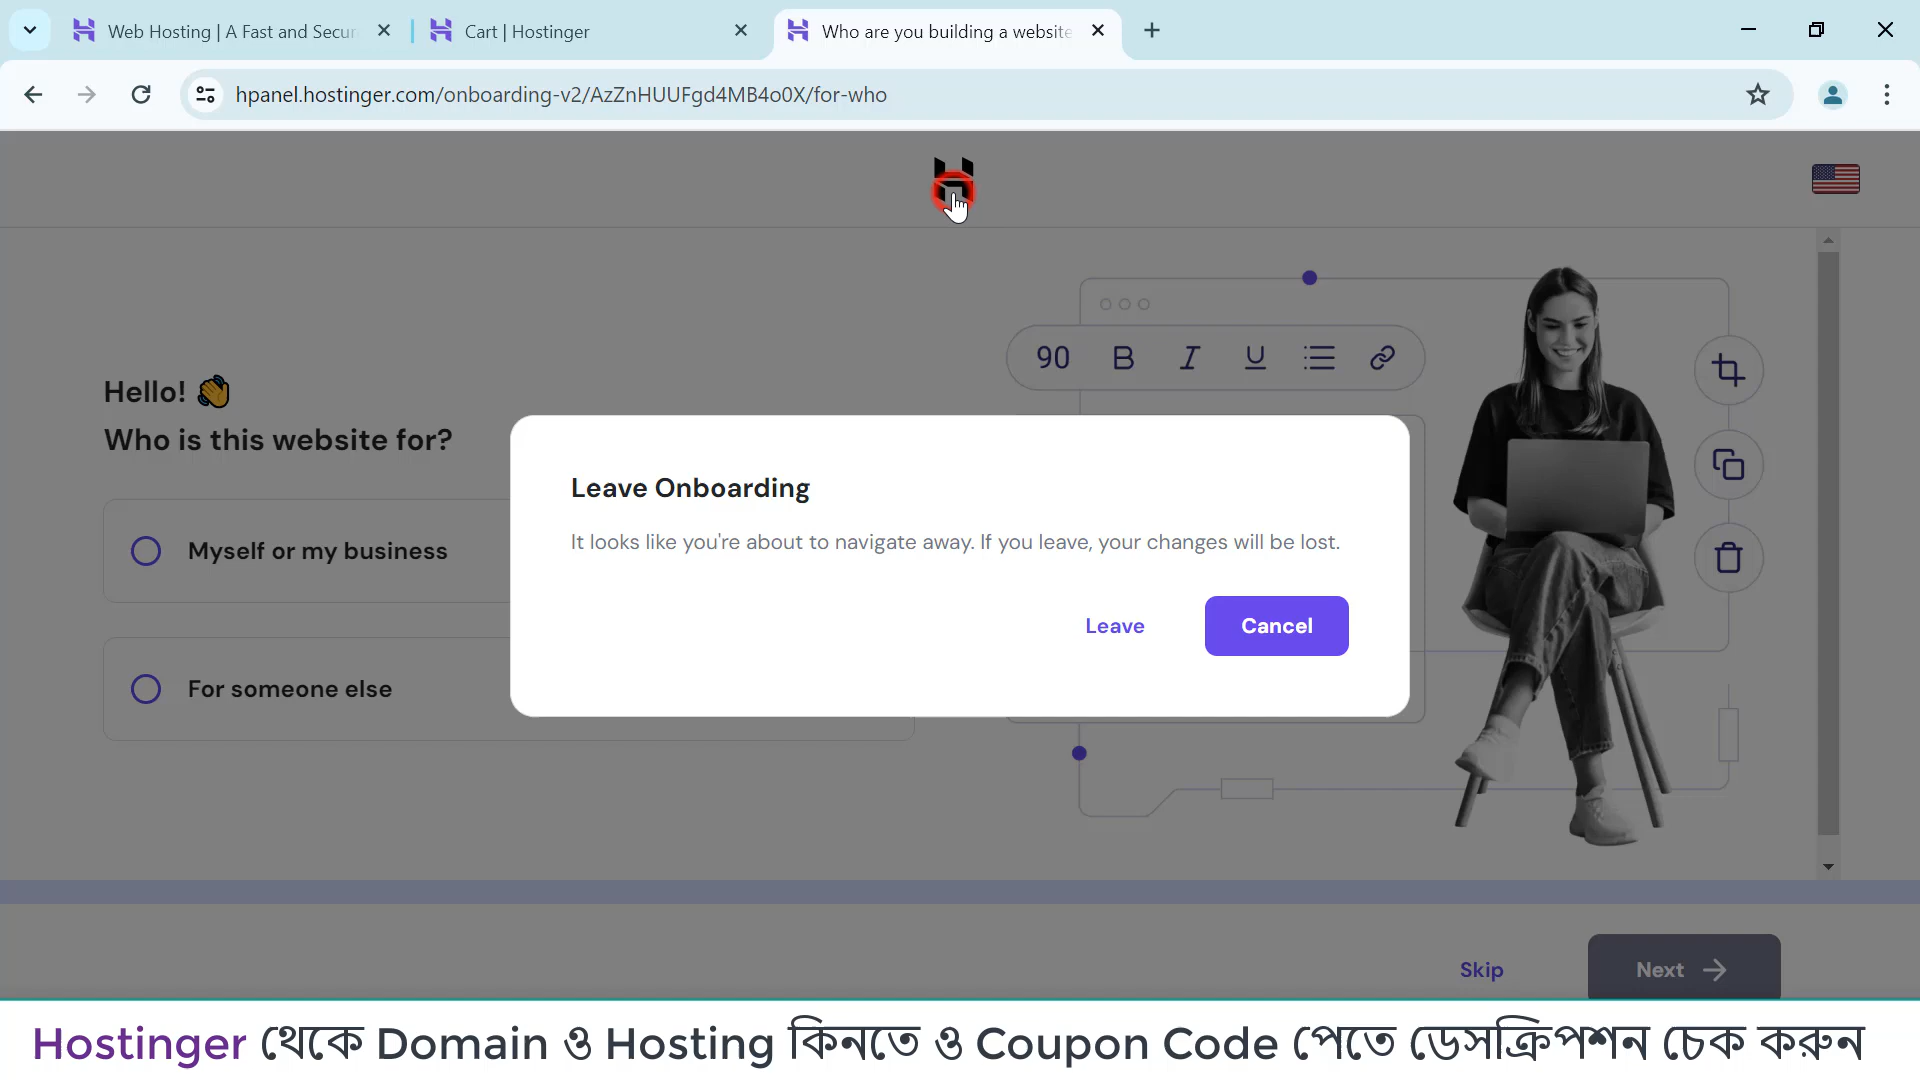 Web Hosting | A Fast and Secur
Cart | Hostinger
Who are you building a website
hpanel.hostinger.com/onboarding-v2/AzZnHUUFgd4MB4o0X/for-who
90 B I U
Hello! 👋
Who is this website for?
Myself or my business
For someone else
Leave Onboarding
It looks like you're about to navigate away. If you leave, your changes will be lost.
Leave
Cancel
Skip
Next →
Hostinger থেকে Domain ও Hosting কিনতে ও Coupon Code পেতে ডেসক্রিপশন চেক করুন